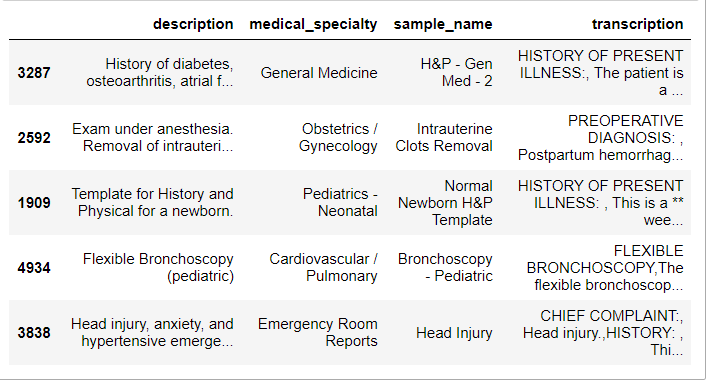 description medical_specialty sample_name transcription
3287 History of diabetes, osteoarthritis, atrial f... General Medicine H&P - Gen Med - 2 HISTORY OF PRESENT ILLNESS:, The patient is a ...
2592 Exam under anesthesia. Removal of intrauteri... Obstetrics / Gynecology Intrauterine Clots Removal PREOPERATIVE DIAGNOSIS: , Postpartum hemorrhag...
1909 Template for History and Physical for a newborn. Pediatrics - Neonatal Normal Newborn H&P Template HISTORY OF PRESENT ILLNESS: , This is a ** wee...
4934 Flexible Bronchoscopy (pediatric) Cardiovascular / Pulmonary Bronchoscopy - Pediatric FLEXIBLE BRONCHOSCOPY,The flexible bronchoscop...
3838 Head injury, anxiety, and hypertensive emerge... Emergency Room Reports Head Injury CHIEF COMPLAINT:, Head injury.,HISTORY: , Thi...